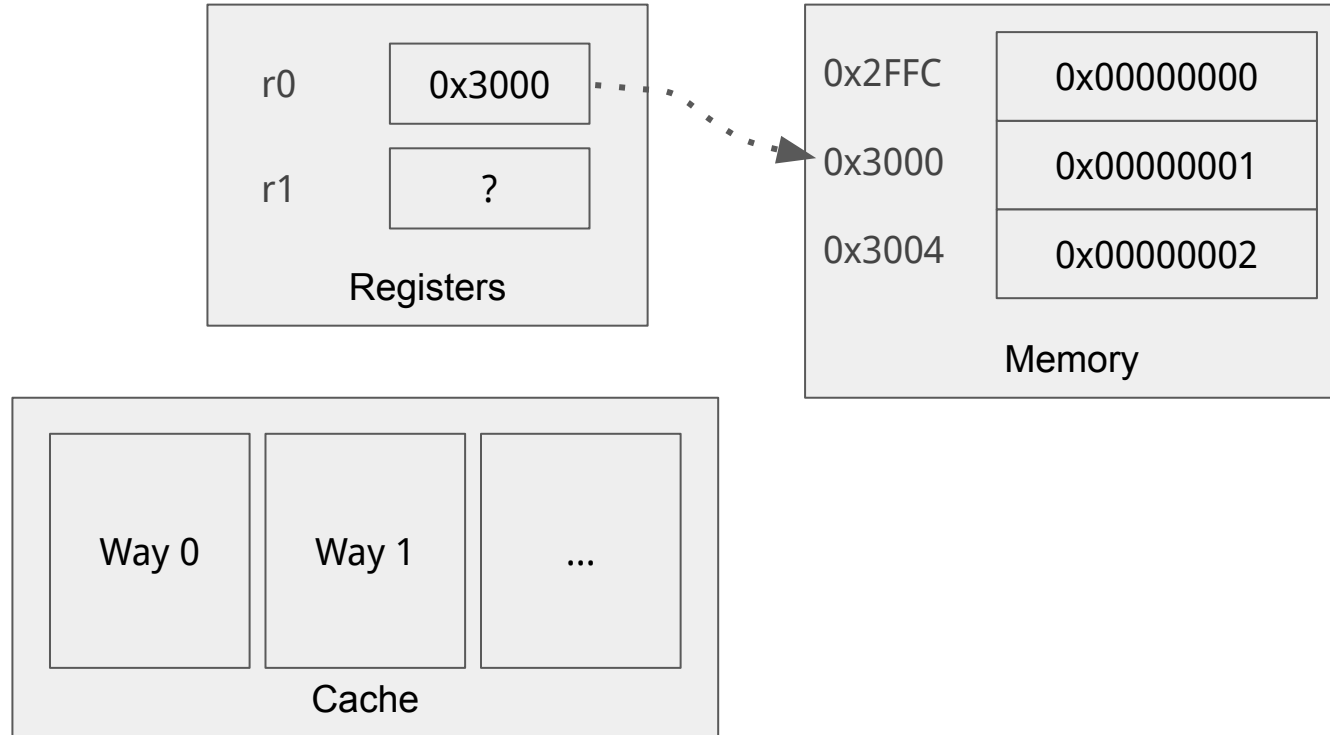 r0 0x3000
r1 ?
Registers
0x2FFC 0x00000000
0x3000 0x00000001
0x3004 0x00000002
Memory
Way 0 Way 1 ...
Cache